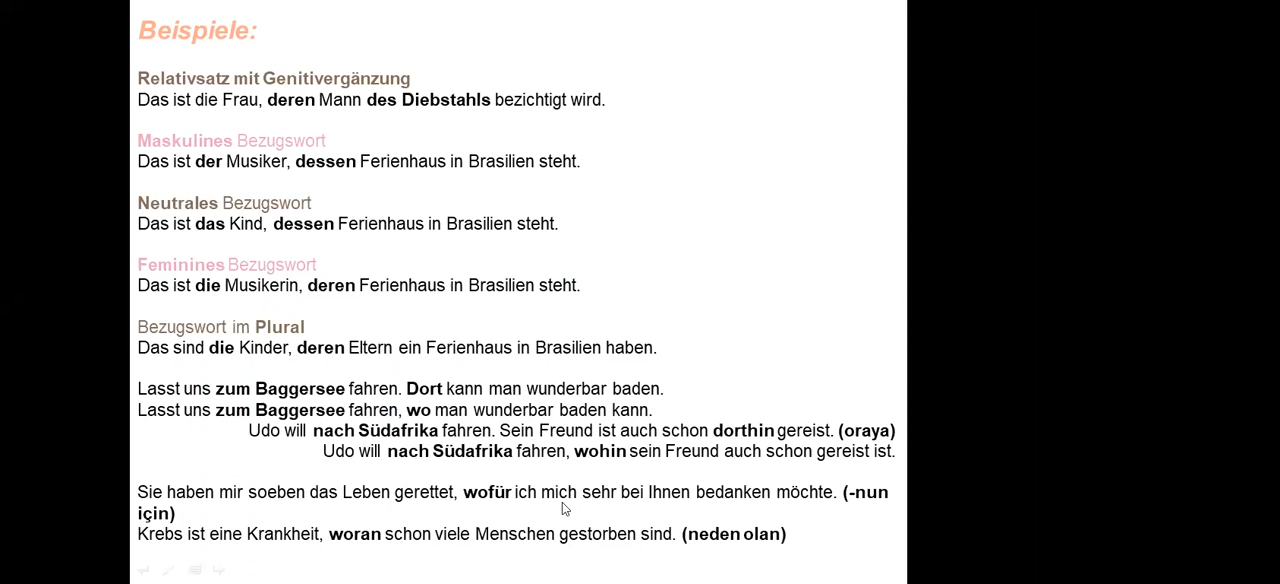 Beispiele:
Relativsatz mit Genitivergänzung
Das ist die Frau, deren Mann des Diebstahls bezichtigt wird.
Maskulines Bezugswort
Das ist der Musiker, dessen Ferienhaus in Brasilien steht.
Neutrales Bezugswort
Das ist das Kind, dessen Ferienhaus in Brasilien steht.
Feminines Bezugswort
Das ist die Musikerin, deren Ferienhaus in Brasilien steht.
Bezugswort im Plural
Das sind die Kinder, deren Eltern ein Ferienhaus in Brasilien haben.
Lasst uns zum Baggersee fahren. Dort kann man wunderbar baden.
Lasst uns zum Baggersee fahren, wo man wunderbar baden kann.
Udo will nach Südafrika fahren. Sein Freund ist auch schon dorthin gereist. (oraya)
Udo will nach Südafrika fahren, wohin sein Freund auch schon gereist ist.
Sie haben mir soeben das Leben gerettet, wofür ich mich sehr bei Ihnen bedanken möchte. (-nun
için)
Krebs ist eine Krankheit, woran schon viele Menschen gestorben sind. (neden olan)